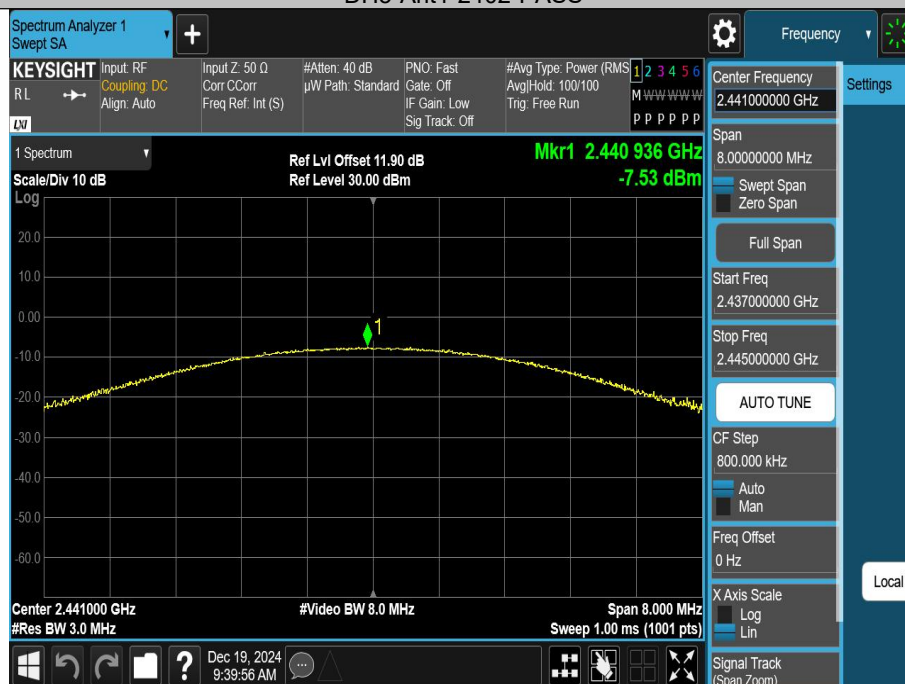 Spectrum Analyzer 1
Swept SA
Frequency
KEYSIGHT
RL
LXI
Input: RF
Coupling: DC
Align: Auto
Input Z: 50 Ω
Corr CCorr
Freq Ref: Int (S)
#Atten: 40 dB
µW Path: Standard
PNO: Fast
Gate: Off
IF Gain: Low
Sig Track: Off
#Avg Type: Power (RMS
Avg|Hold: 100/100
Trig: Free Run
1 2 3 4 5 6
M W W W W W
P P P P P P
1 Spectrum
Scale/Div 10 dB
Log
Ref Lvl Offset 11.90 dB
Ref Level 30.00 dBm
Mkr1 2.440 936 GHz
-7.53 dBm
20.0
10.0
0.00
-10.0
-20.0
-30.0
-40.0
-50.0
-60.0
1
Center 2.441000 GHz
#Res BW 3.0 MHz
#Video BW 8.0 MHz
Span 8.000 MHz
Sweep 1.00 ms (1001 pts)
Dec 19, 2024
9:39:56 AM
Center Frequency
2.441000000 GHz
Settings
Span
8.00000000 MHz
Swept Span
Zero Span
Full Span
Start Freq
2.437000000 GHz
Stop Freq
2.445000000 GHz
AUTO TUNE
CF Step
800.000 kHz
Auto
Man
Freq Offset
0 Hz
Local
X Axis Scale
Log
Lin
Signal Track
(Span Zoom)